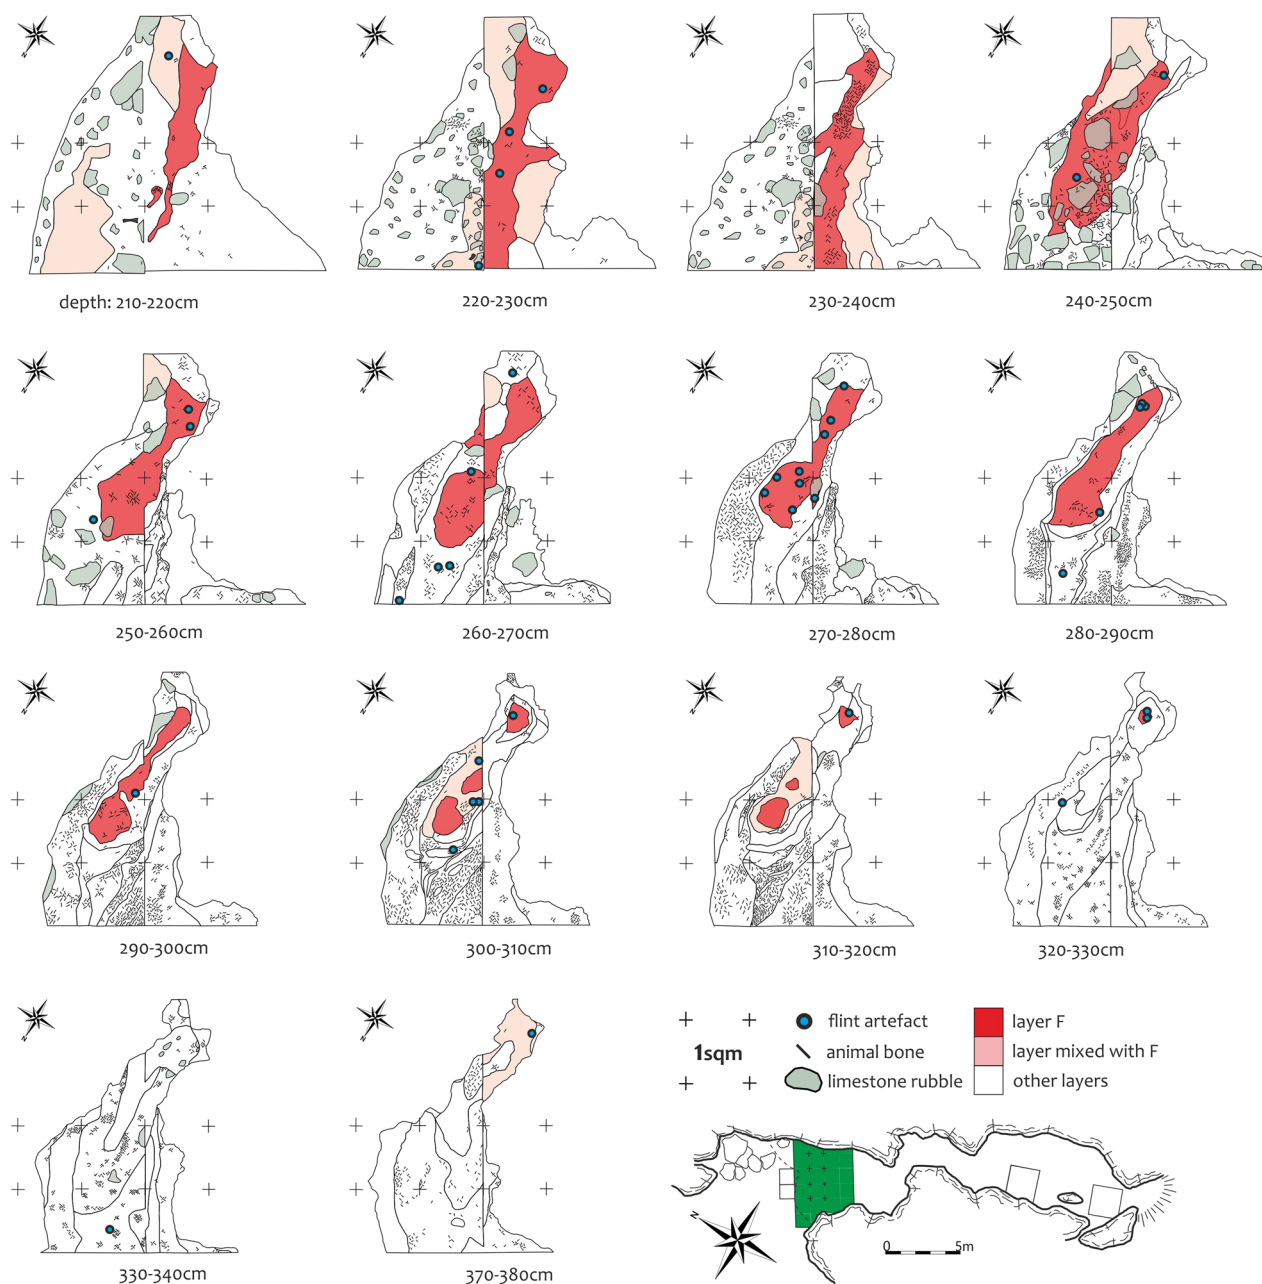 depth: 210-220cm
220-230cm
230-240cm
240-250cm
250-260cm
260-270cm
270-280cm
280-290cm
290-300cm
300-310cm
310-320cm
320-330cm
330-340cm
370-380cm
1sqm
flint artefact
animal bone
limestone rubble
layer F
layer mixed with F
other layers
N
0 5m